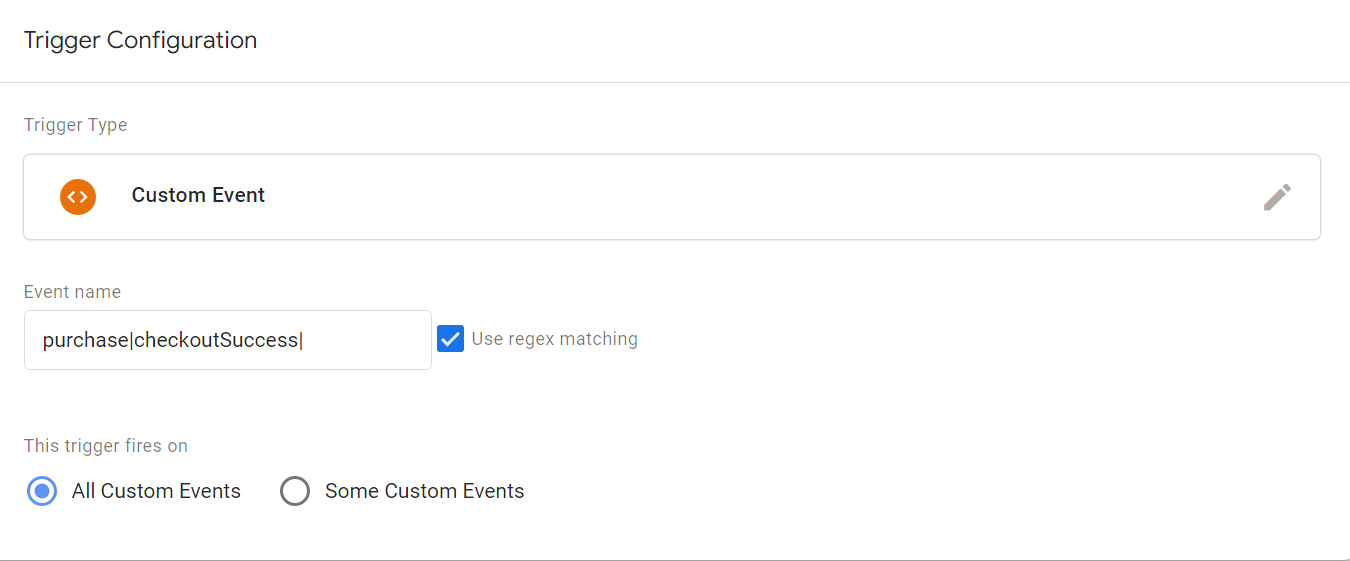 Trigger Configuration
Trigger Type
Custom Event
Event name
purchase|checkoutSuccess|
Use regex matching
This trigger fires on
All Custom Events
Some Custom Events